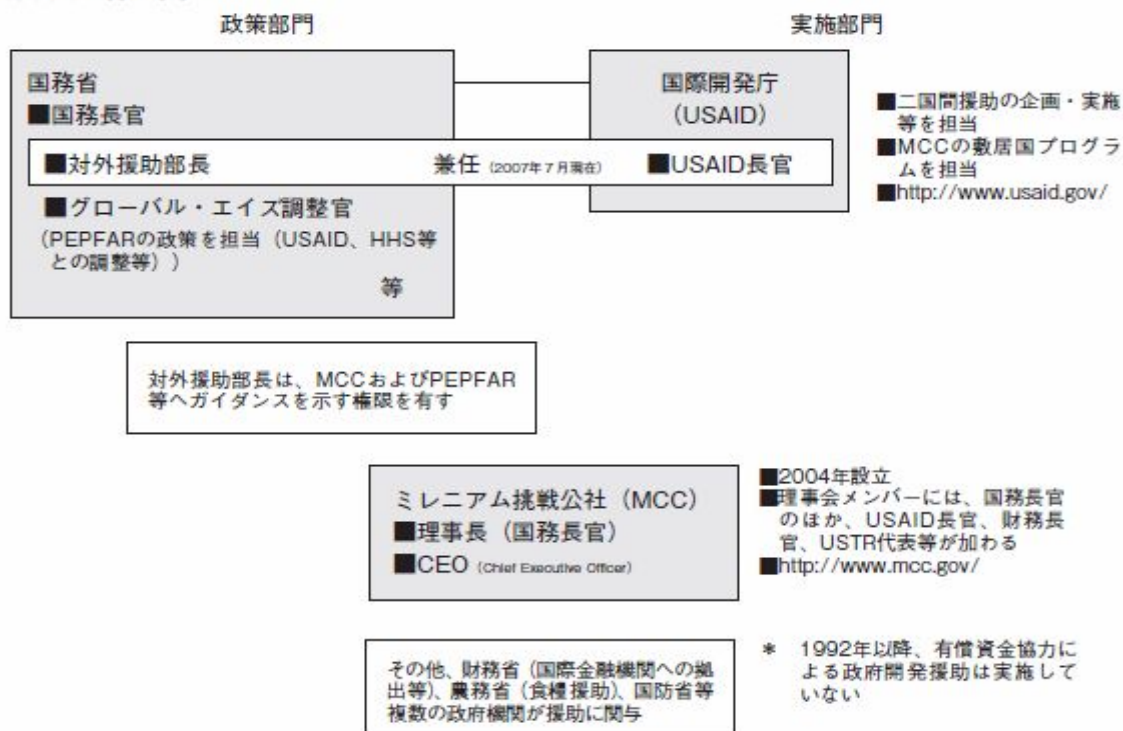 政策部門
実施部門
国務省
■国務長官
■対外援助部長
兼任（2007年7月現在）
■USAID長官
■グローバル・エイズ調整官
（PEPFARの政策を担当（USAID、HHS等
との調整等））
等
国際開発庁
（USAID）
■二国間援助の企画・実施
等を担当
■MCCの敷居国プログラ
ムを担当
■http://www.usaid.gov/
対外援助部長は、MCCおよびPEPFAR
等へガイダンスを示す権限を有す
ミレニアム挑戦公社（MCC）
■理事長（国務長官）
■CEO（Chief Executive Officer）
■2004年設立
■理事会メンバーには、国務長官
のほか、USAID長官、財務長
官、USTR代表等が加わる
■http://www.mcc.gov/
その他、財務省（国際金融機関への拠
出等）、農務省（食糧援助）、国防省等
複数の政府機関が援助に関与
＊ 1992年以降、有償資金協力に
よる政府開発援助は実施して
いない